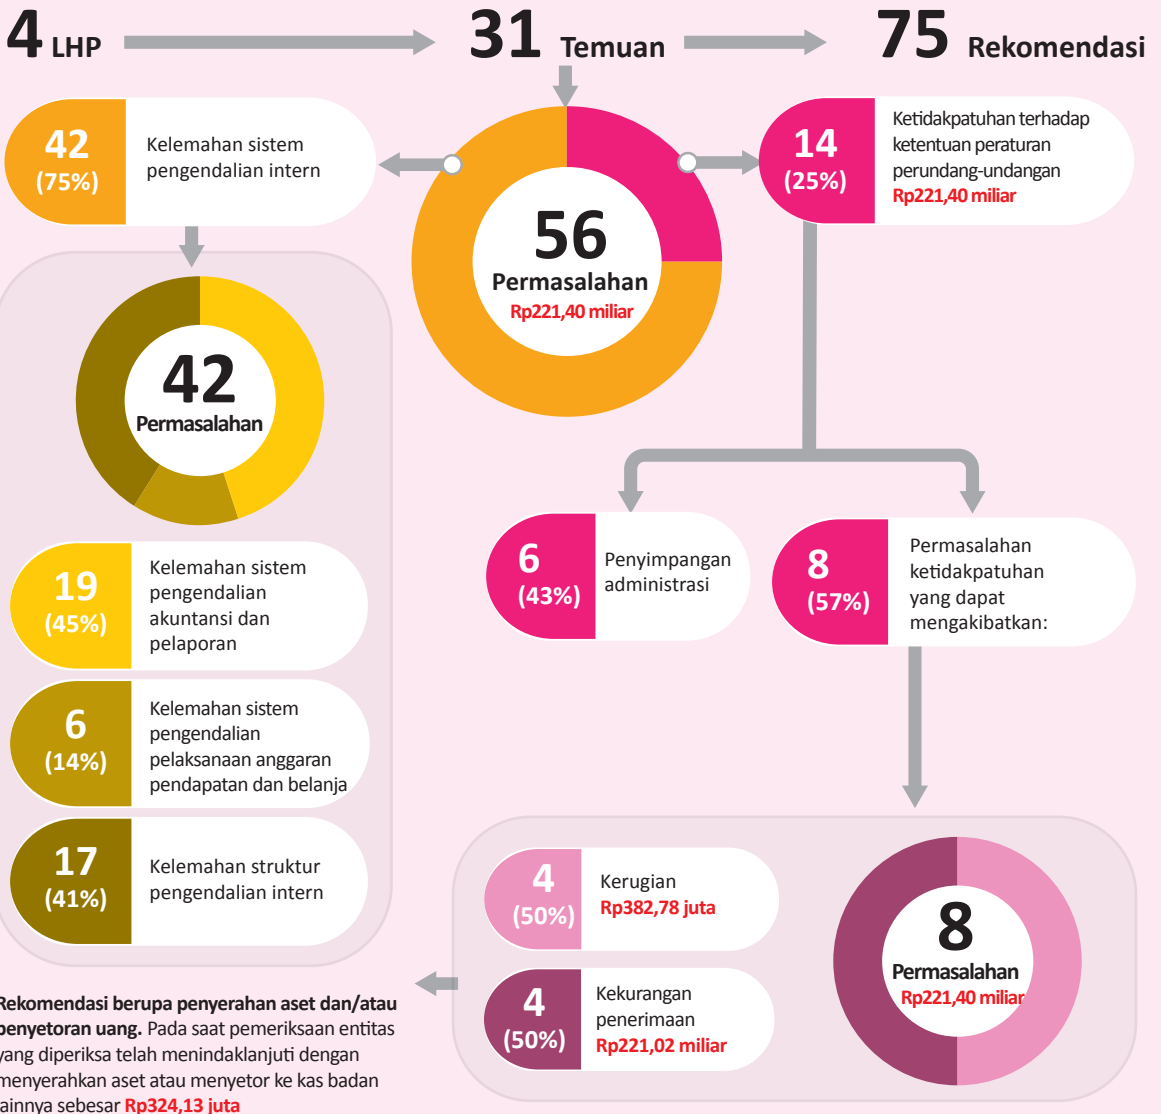 4 LHP
31 Temuan
75 Rekomendasi
42
(75%)
Kelemahan sistem
pengendalian intern
56
Permasalahan
Rp221,40 miliar
14
(25%)
Ketidakpatuhan terhadap
ketentuan peraturan
perundang-undangan
Rp221,40 miliar
42
Permasalahan
19
(45%)
Kelemahan sistem
pengendalian
akuntansi dan
pelaporan
6
(14%)
Kelemahan sistem
pengendalian
pelaksanaan anggaran
pendapatan dan belanja
17
(41%)
Kelemahan struktur
pengendalian intern
6
(43%)
Penyimpangan
administrasi
8
(57%)
Permasalahan
ketidakpatuhan
yang dapat
mengakibatkan:
4
(50%)
Kerugian
Rp382,78 juta
4
(50%)
Kekurangan
penerimaan
Rp221,02 miliar
8
Permasalahan
Rp221,40 miliar
Rekomendasi berupa penyerahan aset dan/atau
penyetoran uang. Pada saat pemeriksaan entitas
yang diperiksa telah menindaklanjuti dengan
menyerahkan aset atau menyetor ke kas badan
lainnya sebesar Rp324,13 juta